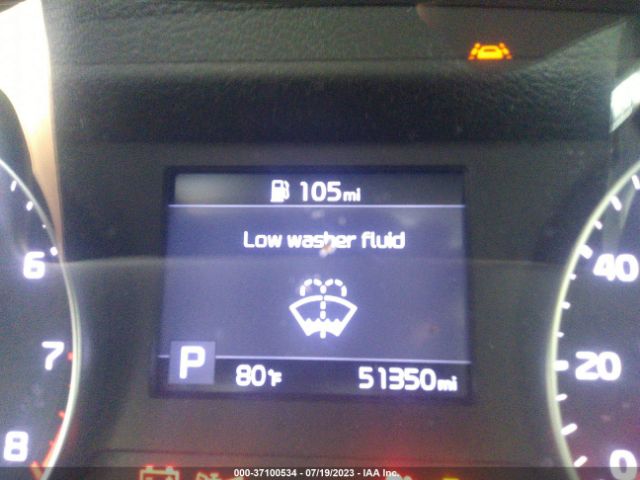 105mi
Low washer fluid
6
7
8
P
80°F
51350mi
40
20
0
000-37100534 - 07/19/2023 - IAA Inc.